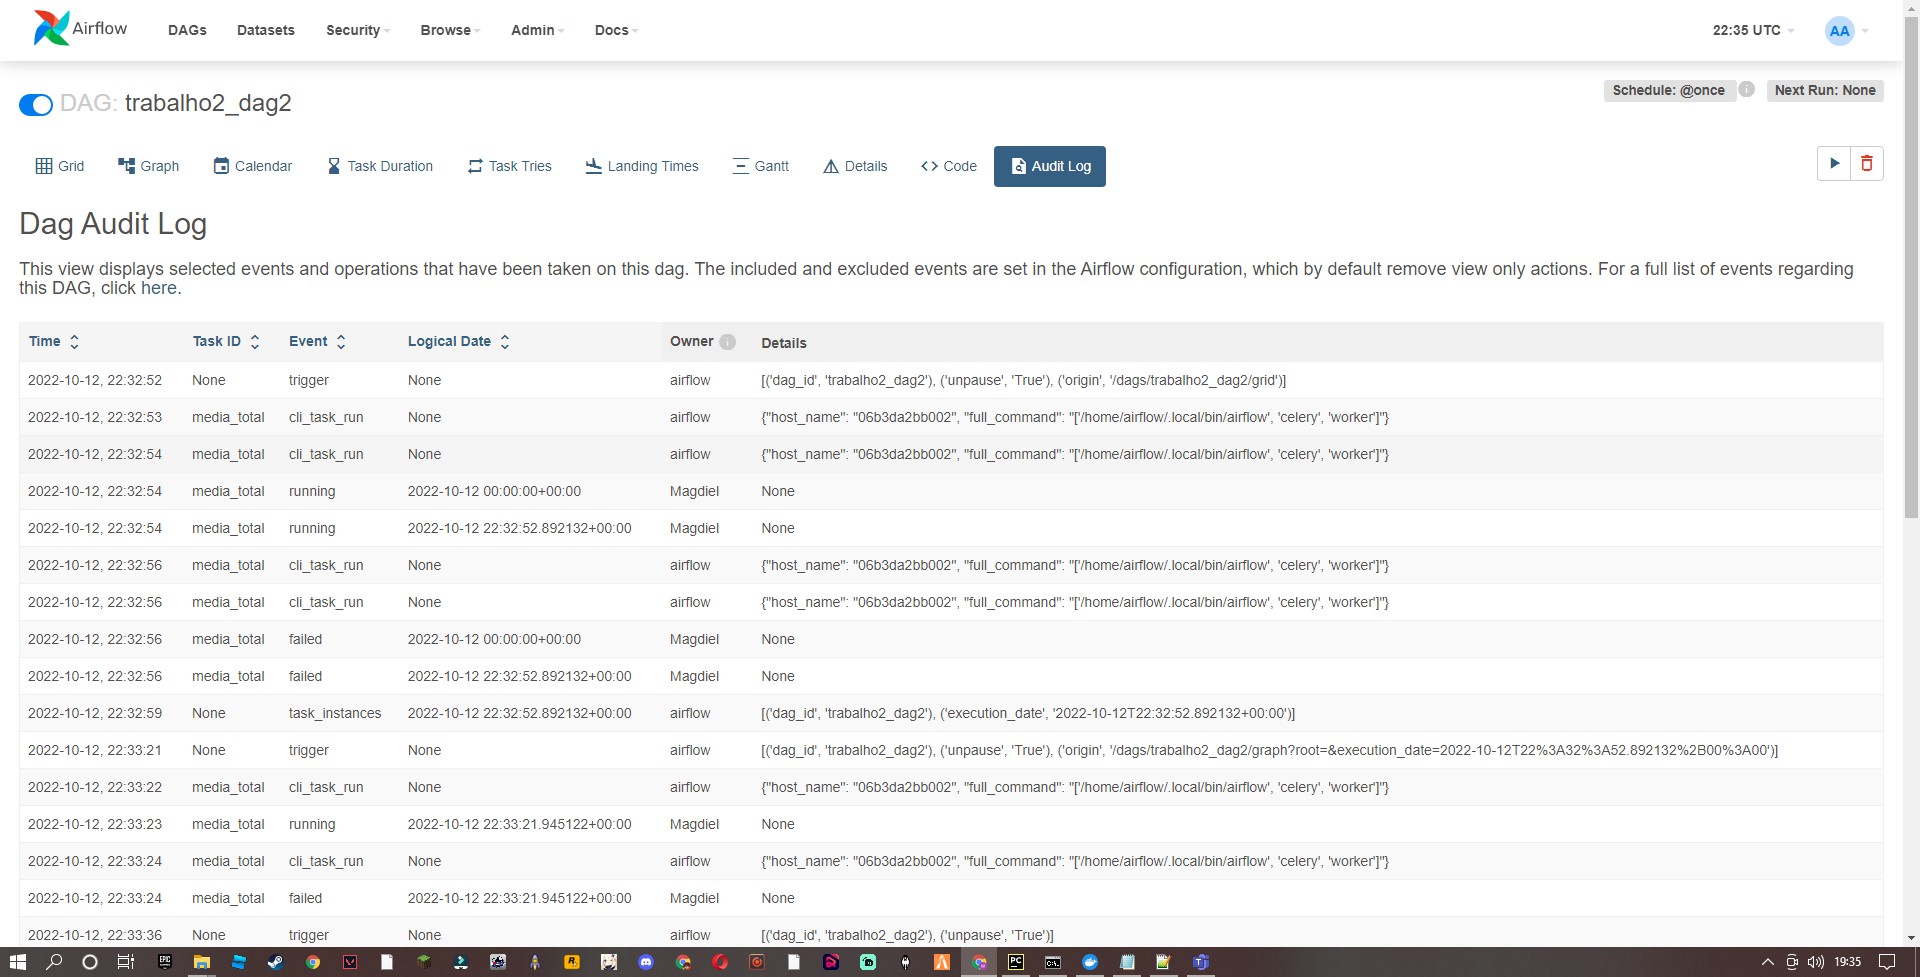 Airflow
DAGs Datasets Security Browse Admin Docs 22:35 UTC AA
DAG: trabalho2_dag2 Schedule: @once Next Run: None
Grid Graph Calendar Task Duration Task Tries Landing Times Gantt Details Code Audit Log
Dag Audit Log
This view displays selected events and operations that have been taken on this dag. The included and excluded events are set in the Airflow configuration, which by default remove view only actions. For a full list of events regarding
this DAG, click here.
Time Task ID Event Logical Date Owner Details
2022-10-12, 22:32:52 None trigger None airflow [('dag_id', 'trabalho2_dag2'), ('unpause', 'True'), ('origin', '/dags/trabalho2_dag2/grid')]
2022-10-12, 22:32:53 media_total cli_task_run None airflow {"host_name": "06b3da2bb002", "full_command": "['/home/airflow/.local/bin/airflow', 'celery', 'worker']"}
2022-10-12, 22:32:54 media_total cli_task_run None airflow {"host_name": "06b3da2bb002", "full_command": "['/home/airflow/.local/bin/airflow', 'celery', 'worker']"}
2022-10-12, 22:32:54 media_total running 2022-10-12 00:00:00+00:00 Magdiel None
2022-10-12, 22:32:54 media_total running 2022-10-12 22:32:52.892132+00:00 Magdiel None
2022-10-12, 22:32:56 media_total cli_task_run None airflow {"host_name": "06b3da2bb002", "full_command": "['/home/airflow/.local/bin/airflow', 'celery', 'worker']"}
2022-10-12, 22:32:56 media_total cli_task_run None airflow {"host_name": "06b3da2bb002", "full_command": "['/home/airflow/.local/bin/airflow', 'celery', 'worker']"}
2022-10-12, 22:32:56 media_total failed 2022-10-12 00:00:00+00:00 Magdiel None
2022-10-12, 22:32:56 media_total failed 2022-10-12 22:32:52.892132+00:00 Magdiel None
2022-10-12, 22:32:59 None task_instances 2022-10-12 22:32:52.892132+00:00 airflow [('dag_id', 'trabalho2_dag2'), ('execution_date', '2022-10-12T22:32:52.892132+00:00')]
2022-10-12, 22:33:21 None trigger None airflow [('dag_id', 'trabalho2_dag2'), ('unpause', 'True'), ('origin', '/dags/trabalho2_dag2/graph?root=&execution_date=2022-10-12T22%3A32%3A52.892132%2B00%3A00')]
2022-10-12, 22:33:22 media_total cli_task_run None airflow {"host_name": "06b3da2bb002", "full_command": "['/home/airflow/.local/bin/airflow', 'celery', 'worker']"}
2022-10-12, 22:33:23 media_total running 2022-10-12 22:33:21.945122+00:00 Magdiel None
2022-10-12, 22:33:24 media_total cli_task_run None airflow {"host_name": "06b3da2bb002", "full_command": "['/home/airflow/.local/bin/airflow', 'celery', 'worker']"}
2022-10-12, 22:33:24 media_total failed 2022-10-12 22:33:21.945122+00:00 Magdiel None
2022-10-12, 22:33:36 None trigger None airflow [('dag_id', 'trabalho2_dag2'), ('unpause', 'True')]
19:35